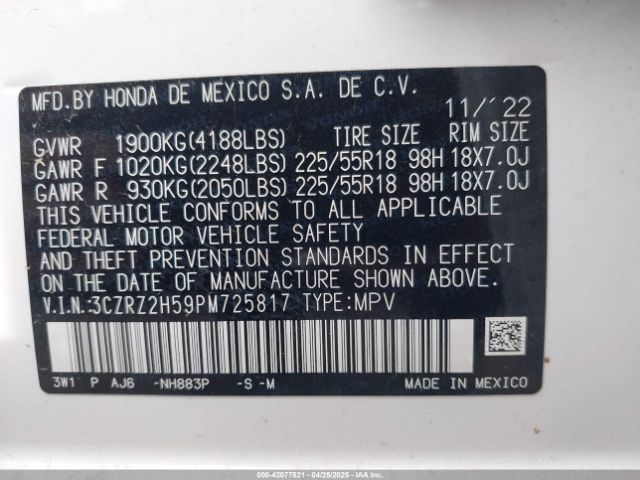 MFD.BY HONDA DE MEXICO S.A. DE C.V.
11/'22
GVWR 1900KG(4188LBS) TIRE SIZE RIM SIZE
GAWR F 1020KG(2248LBS) 225/55R18 98H 18X7.0J
GAWR R 930KG(2050LBS) 225/55R18 98H 18X7.0J
THIS VEHICLE CONFORMS TO ALL APPLICABLE
FEDERAL MOTOR VEHICLE SAFETY
AND THEFT PREVENTION STANDARDS IN EFFECT
ON THE DATE OF MANUFACTURE SHOWN ABOVE.
V.I.N.:3CZRZ2H59PM725817 TYPE:MPV
3W1 P AJ6 -NH883P -S -M
MADE IN MEXICO
000-42077521 - 04/25/2025 - IAAI.COM